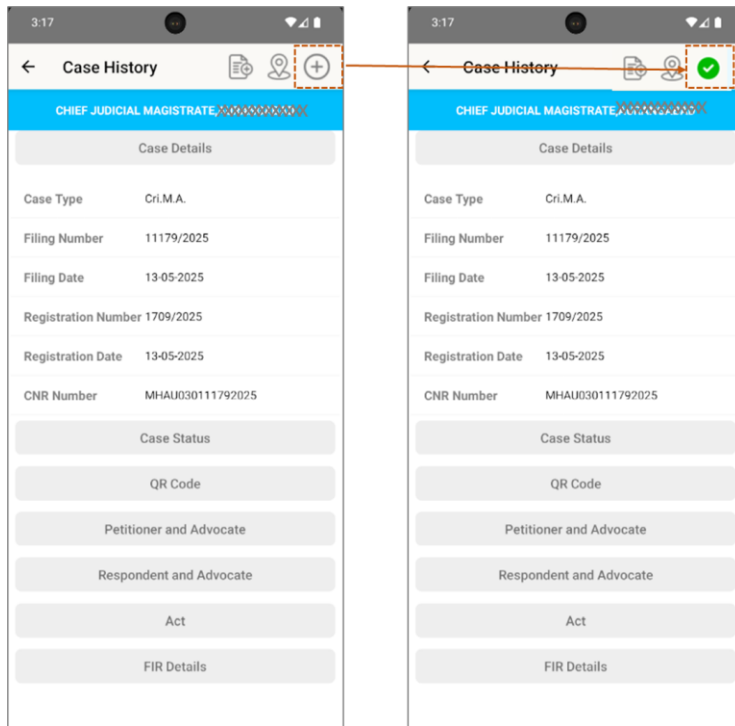 3:17
Case History
CHIEF JUDICIAL MAGISTRATE,
Case Details
Case Type Cri.M.A.
Filing Number 11179/2025
Filing Date 13-05-2025
Registration Number 1709/2025
Registration Date 13-05-2025
CNR Number MHAU030111792025
Case Status
QR Code
Petitioner and Advocate
Respondent and Advocate
Act
FIR Details
3:17
Case History
CHIEF JUDICIAL MAGISTRATE,
Case Details
Case Type Cri.M.A.
Filing Number 11179/2025
Filing Date 13-05-2025
Registration Number 1709/2025
Registration Date 13-05-2025
CNR Number MHAU030111792025
Case Status
QR Code
Petitioner and Advocate
Respondent and Advocate
Act
FIR Details